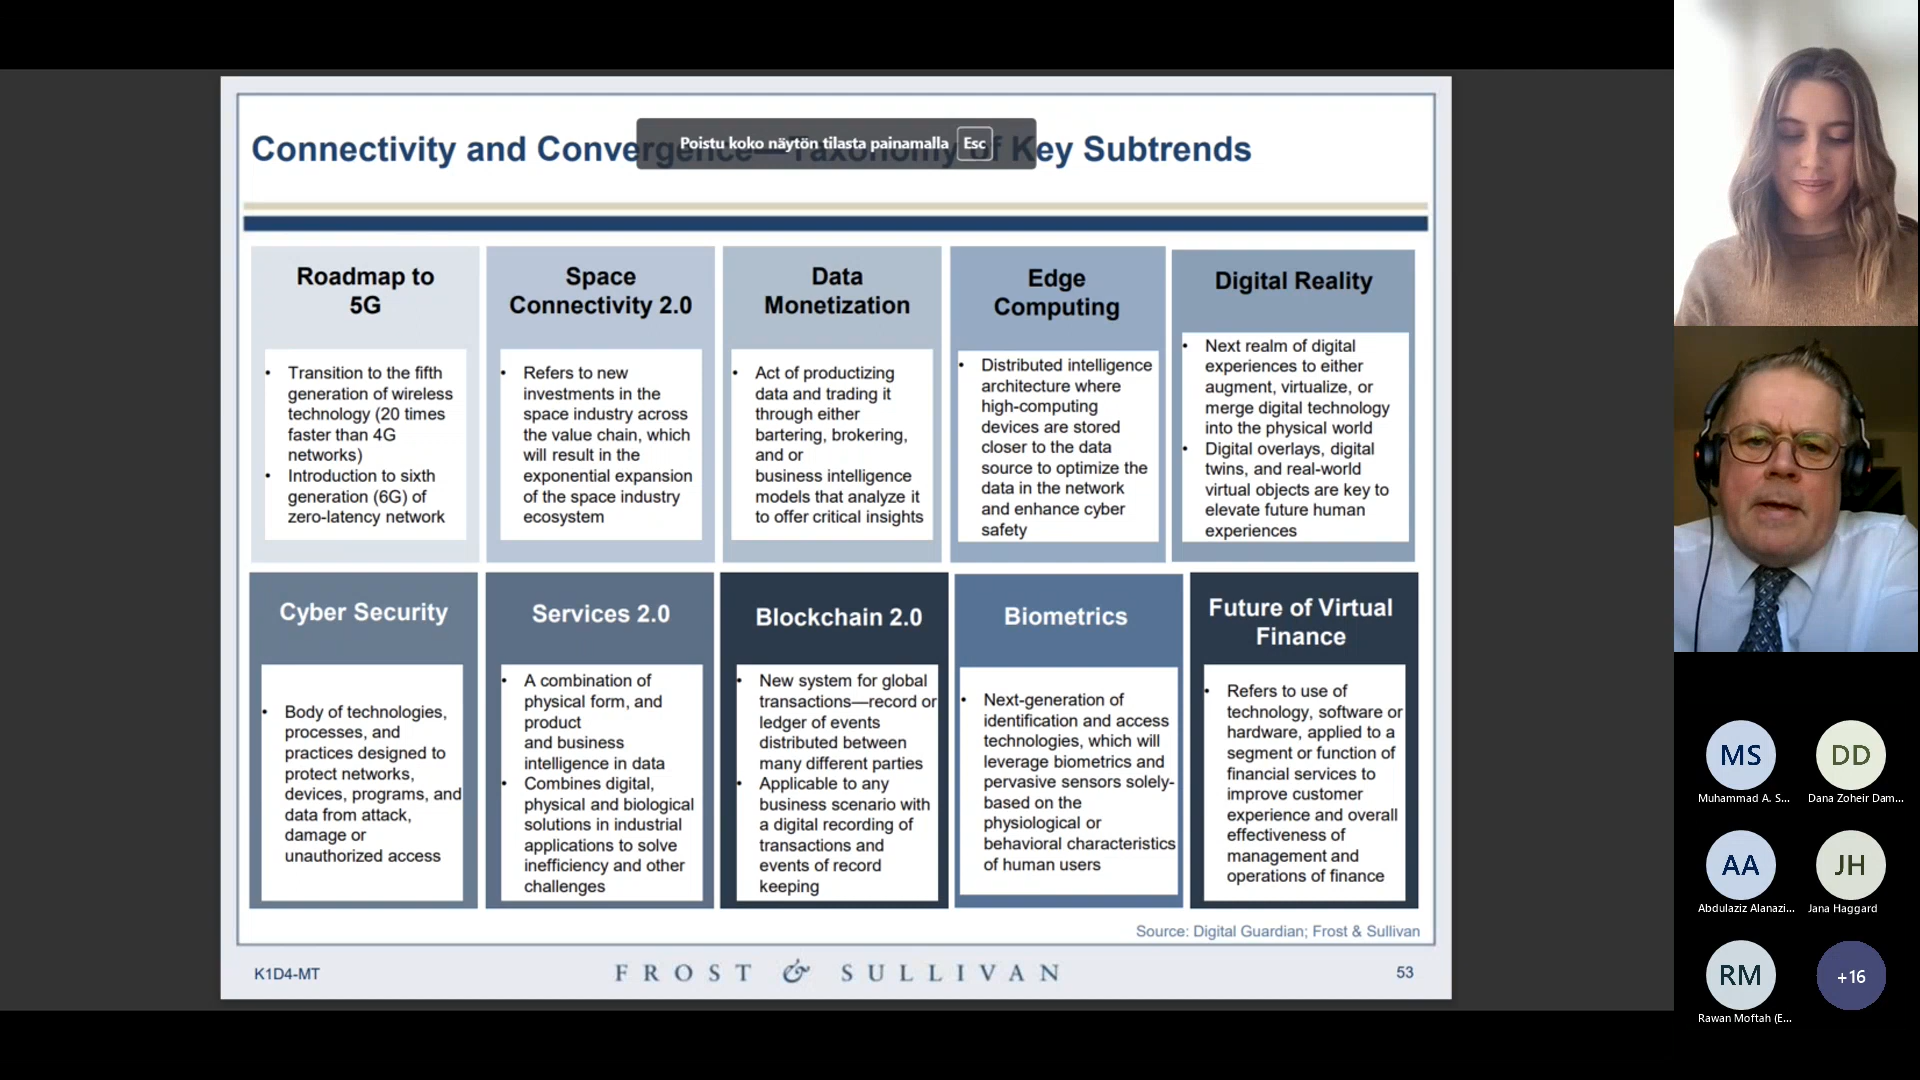 Connectivity and Convergence—Taxonomy of Key Subtrends
Poistu koko näytön tilasta painamalla Esc
Roadmap to
5G
• Transition to the fifth
generation of wireless
technology (20 times
faster than 4G
networks)
• Introduction to sixth
generation (6G) of
zero-latency network
Space
Connectivity 2.0
• Refers to new
investments in the
space industry across
the value chain, which
will result in the
exponential expansion
of the space industry
ecosystem
Data
Monetization
• Act of productizing
data and trading it
through either
bartering, brokering,
and or
business intelligence
models that analyze it
to offer critical insights
Edge
Computing
• Distributed intelligence
architecture where
high-computing
devices are stored
closer to the data
source to optimize the
data in the network
and enhance cyber
safety
Digital Reality
• Next realm of digital
experiences to either
augment, virtualize, or
merge digital technology
into the physical world
• Digital overlays, digital
twins, and real-world
virtual objects are key to
elevate future human
experiences
Cyber Security
• Body of technologies,
processes, and
practices designed to
protect networks,
devices, programs, and
data from attack,
damage or
unauthorized access
Services 2.0
• A combination of
physical form, and
product
and business
intelligence in data
• Combines digital,
physical and biological
solutions in industrial
applications to solve
inefficiency and other
challenges
Blockchain 2.0
• New system for global
transactions—record or
ledger of events
distributed between
many different parties
• Applicable to any
business scenario with
a digital recording of
transactions and
events of record
keeping
Biometrics
• Next-generation of
identification and access
technologies, which will
leverage biometrics and
pervasive sensors solely-
based on the
physiological or
behavioral characteristics
of human users
Future of Virtual
Finance
• Refers to use of
technology, software or
hardware, applied to a
segment or function of
financial services to
improve customer
experience and overall
effectiveness of
management and
operations of finance
Source: Digital Guardian; Frost & Sullivan
K1D4-MT
FROST & SULLIVAN
53
MS
Muhammad A. S...
DD
Dana Zoheir Dam...
AA
Abdulaziz Alanazi...
JH
Jana Haggard
RM
Rawan Moftah (E...
+16